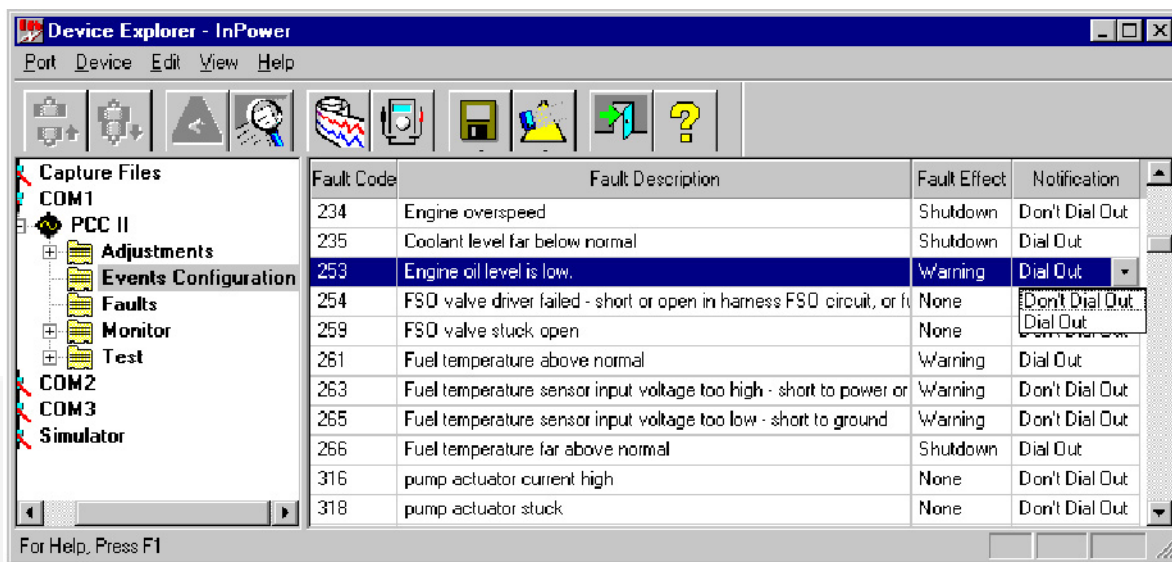 Device Explorer - InPower
Port Device Edit View Help
Capture Files
COM1
PCC II
Adjustments
Events Configuration
Faults
Monitor
Test
COM2
COM3
Simulator
Fault Code Fault Description Fault Effect Notification
234 Engine overspeed Shutdown Don't Dial Out
235 Coolant level far below normal Shutdown Dial Out
253 Engine oil level is low. Warning Dial Out
254 FSO valve driver failed - short or open in harness FSO circuit, or None
Don't Dial Out
Dial Out
259 FSO valve stuck open None
261 Fuel temperature above normal Warning Dial Out
263 Fuel temperature sensor input voltage too high - short to power or Warning Don't Dial Out
265 Fuel temperature sensor input voltage too low - short to ground Warning Don't Dial Out
266 Fuel temperature far above normal Shutdown Dial Out
316 pump actuator current high None Don't Dial Out
318 pump actuator stuck None Don't Dial Out
For Help, Press F1